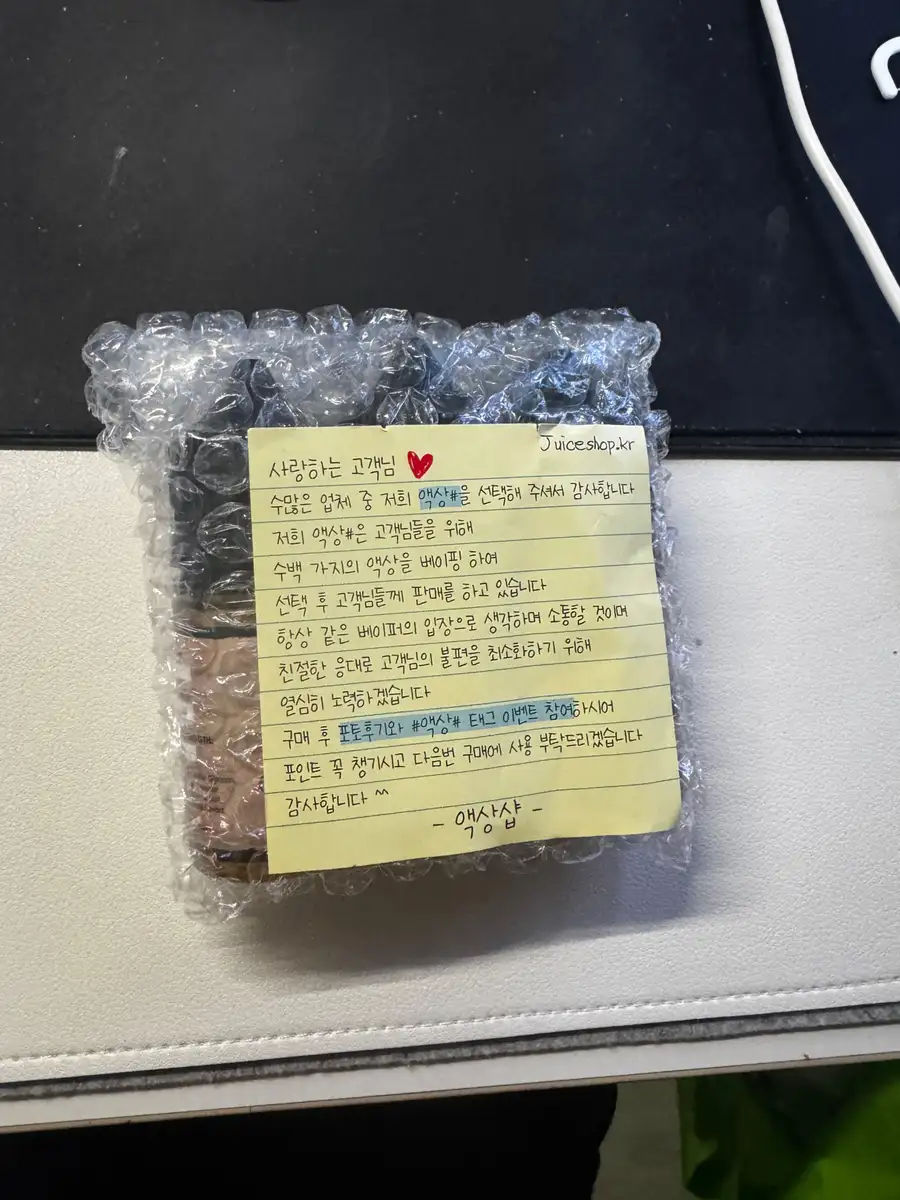 Juiceshop.kr
사랑하는 고객님
수많은 업체 중 저희 액상#을 선택해 주셔서 감사합니다
저희 액상#은 고객님들을 위해
수백 가지의 액상을 베이핑 하여
선택 후 고객님들께 판매를 하고 있습니다
항상 같은 베이퍼의 입장으로 생각하며 소통할 것이며
친절한 응대로 고객님의 불편을 최소화하기 위해
열심히 노력하겠습니다
구매 후 포토후기와 #액상# 태그 이벤트 참여하시어
포인트 꼭 챙기시고 다음번 구매에 사용 부탁드리겠습니다
감사합니다 ^^
- 액상샵 -